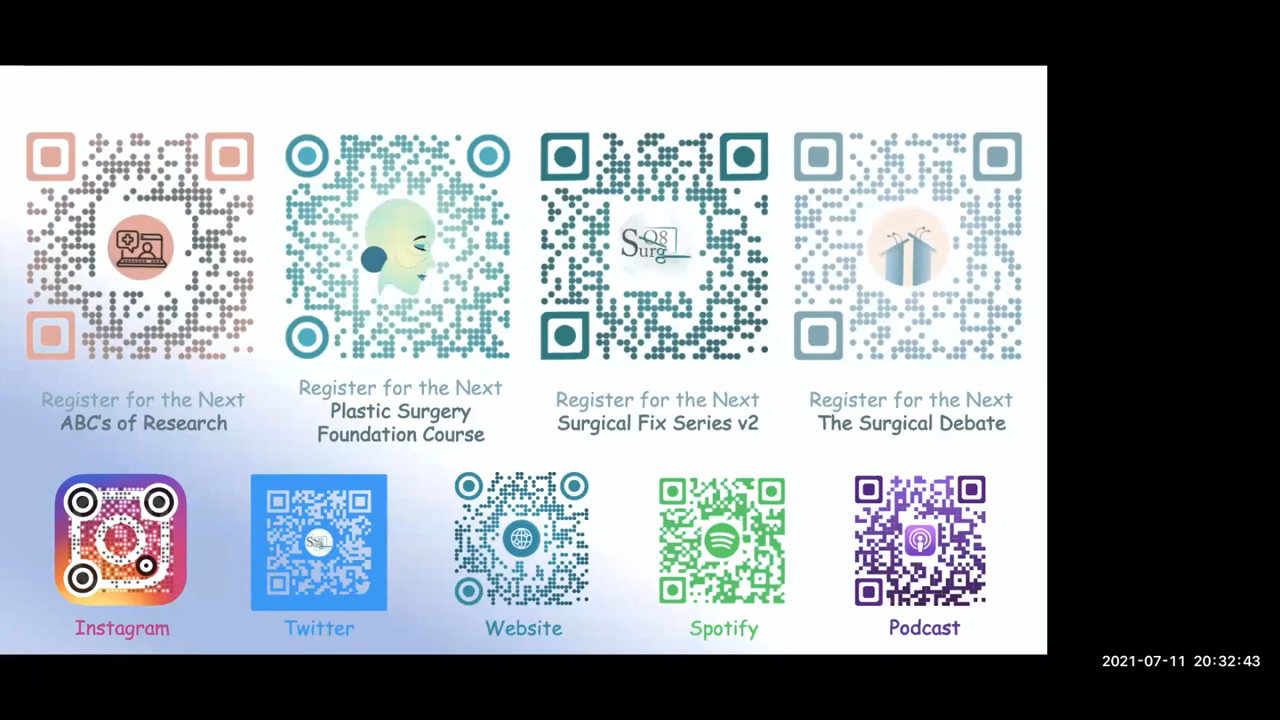 Q8
Surg
Register for the Next
ABC's of Research
Register for the Next
Plastic Surgery
Foundation Course
Register for the Next
Surgical Fix Series v2
Register for the Next
The Surgical Debate
Instagram
Twitter
Website
Spotify
Podcast
2021-07-11 20:32:43